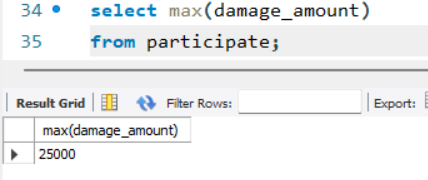 34 select max(damage_amount)
35 from participate;
Result Grid Filter Rows: Export:
max(damage_amount)
25000